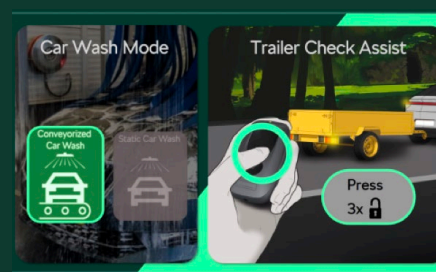 Car Wash Mode
Conveyorized
Car Wash
Static Car Wash
Trailer Check Assist
Press
3x